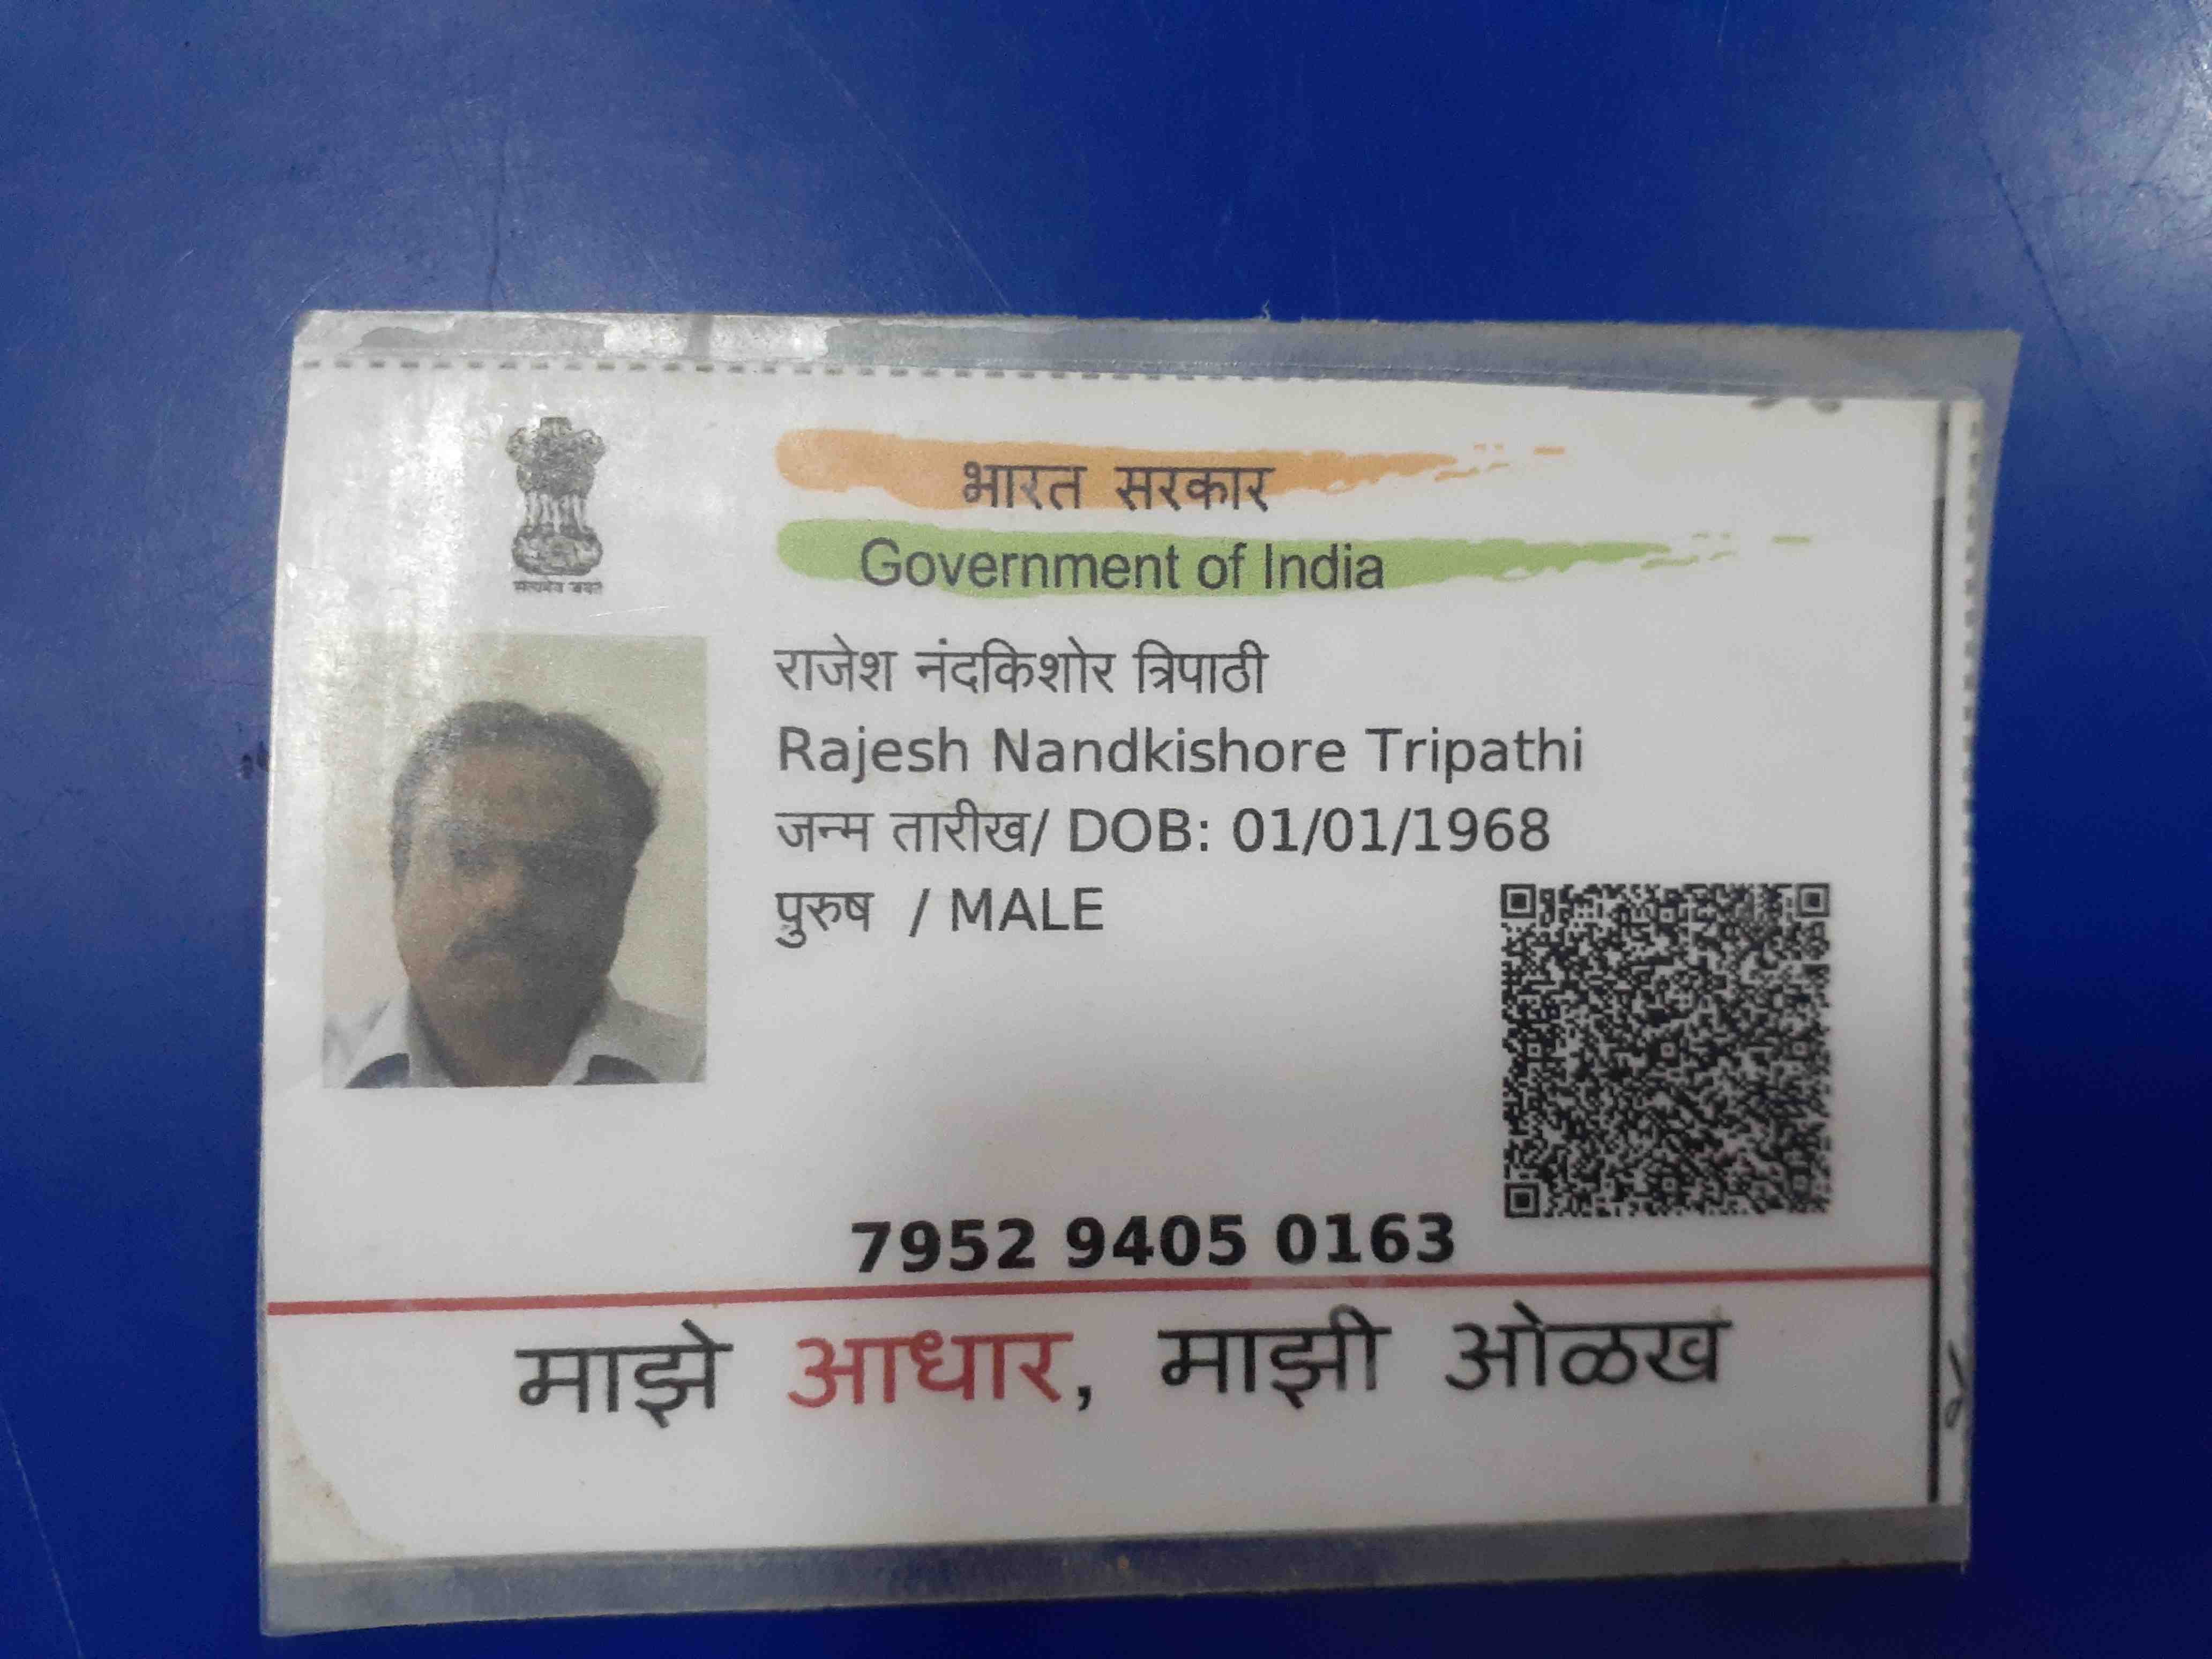 सत्यमेव जयते
भारत सरकार
Government of India
राजेश नंदकिशोर त्रिपाठी
Rajesh Nandkishore Tripathi
जन्म तारीख/ DOB: 01/01/1968
पुरुष / MALE
7952 9405 0163
माझे आधार, माझी ओळख